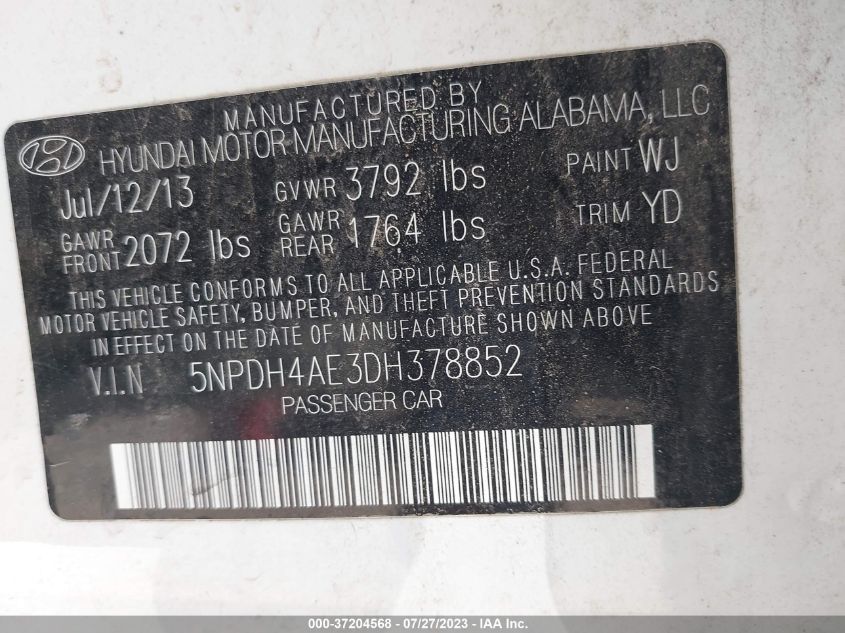 MANUFACTURED BY
HYUNDAI MOTOR MANUFACTURING ALABAMA, LLC
Jul/12/13 GVWR 3792 lbs PAINT WJ
GAWR FRONT 2072 lbs GAWR REAR 1764 lbs TRIM YD
THIS VEHICLE CONFORMS TO ALL APPLICABLE U.S.A. FEDERAL
MOTOR VEHICLE SAFETY, BUMPER, AND THEFT PREVENTION STANDARDS
IN EFFECT ON THE DATE OF MANUFACTURE SHOWN ABOVE
V.I.N 5NPDH4AE3DH378852
PASSENGER CAR
000-37204568 - 07/27/2023 - IAA Inc.